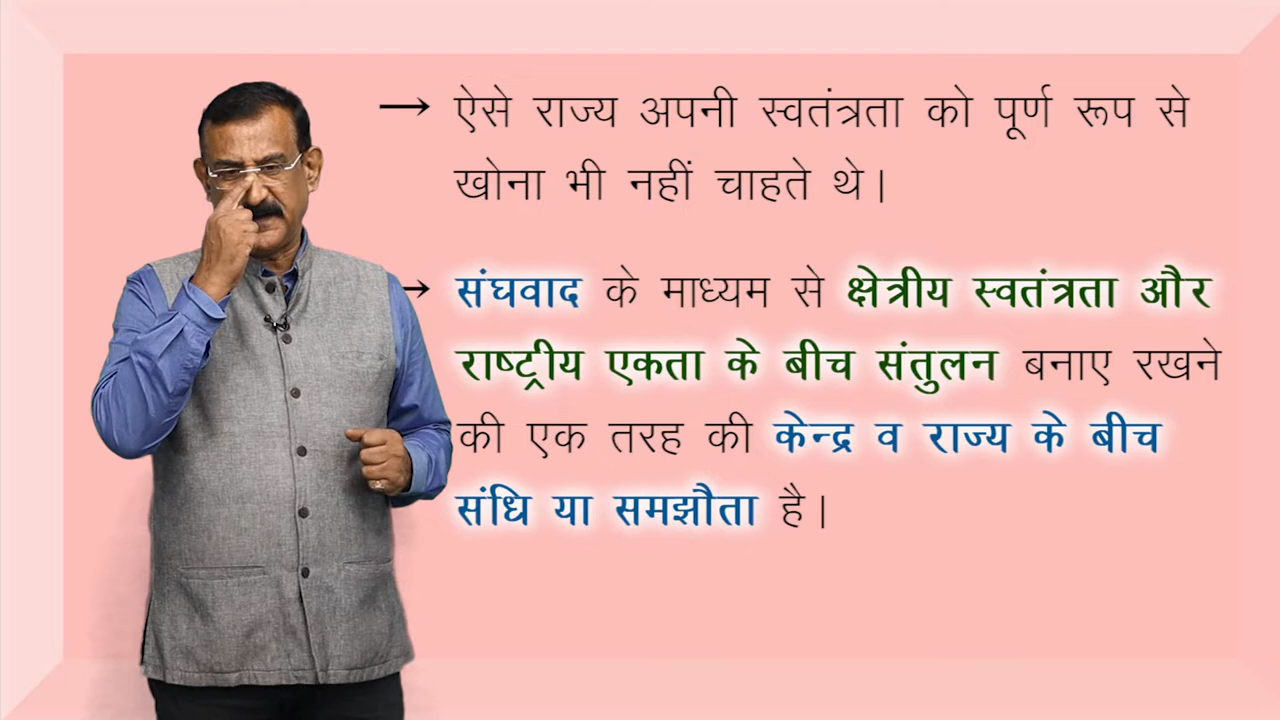 → ऐसे राज्य अपनी स्वतंत्रता को पूर्ण रूप से
खोना भी नहीं चाहते थे।
→ संघवाद के माध्यम से क्षेत्रीय स्वतंत्रता और
राष्ट्रीय एकता के बीच संतुलन बनाए रखने
की एक तरह की केन्द्र व राज्य के बीच
संधि या समझौता है।